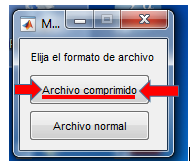 M...
Elija el formato de archivo
Archivo comprimido
Archivo normal